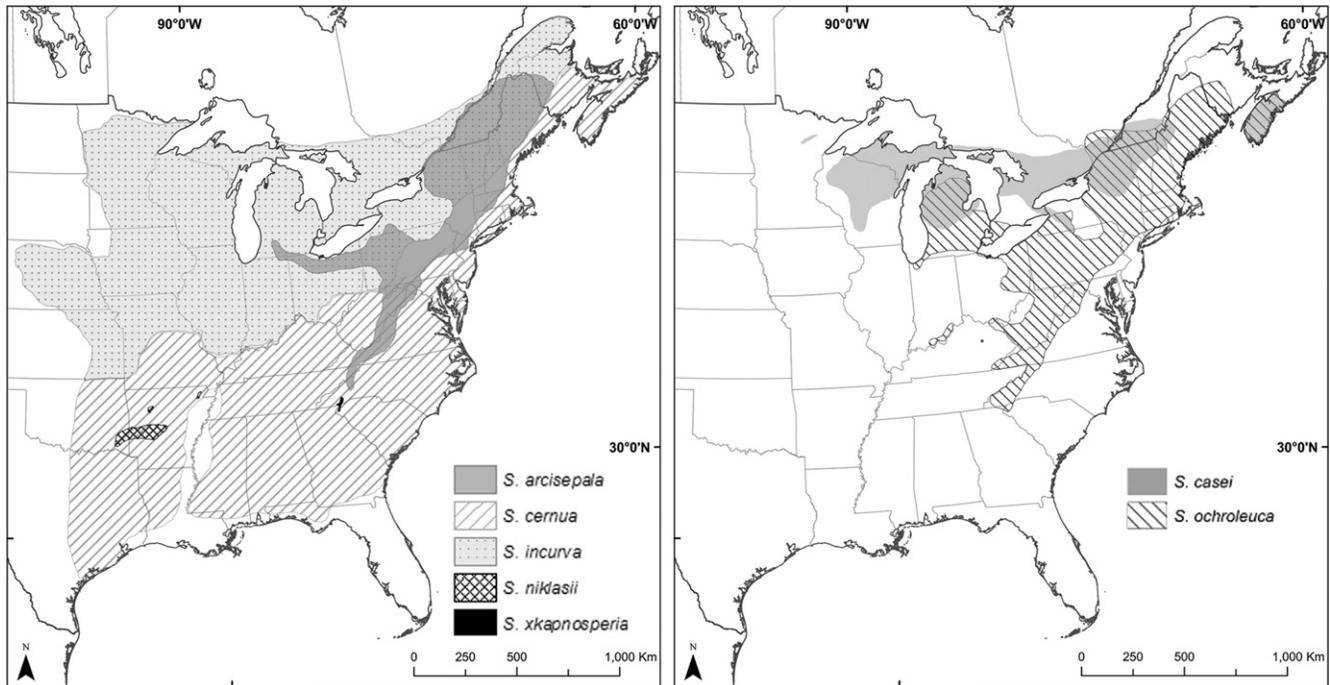 90°0'W
60°0'W
30°0'N
S. arcisepala
S. cernua
S. incurva
S. niklasii
S. xkapnosperia
N
0 250 500 1,000 Km
90°0'W
60°0'W
30°0'N
S. casei
S. ochroleuca
N
0 250 500 1,000 Km